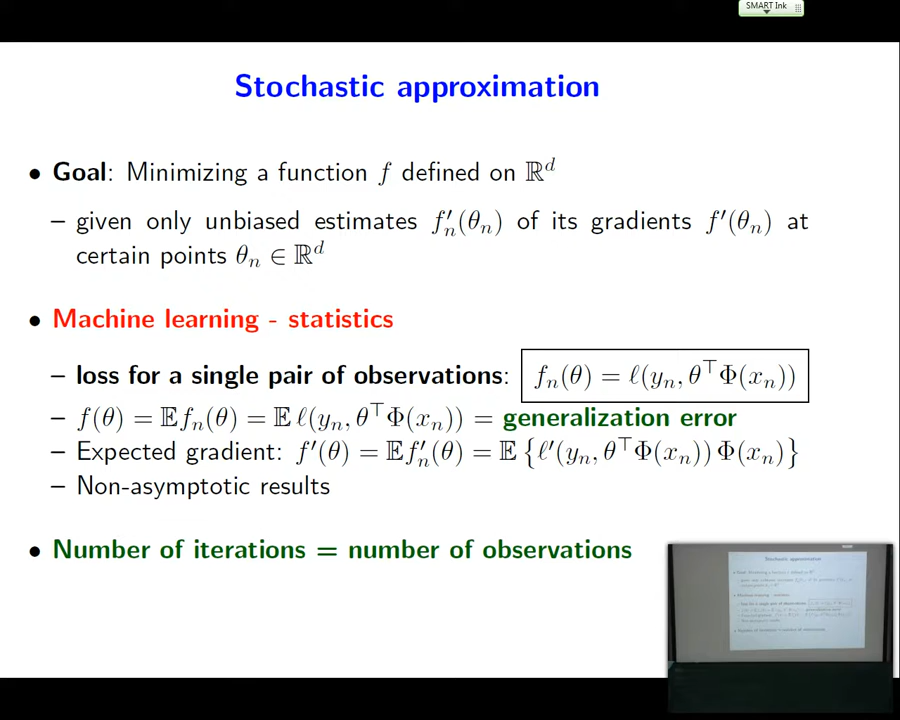 SMART Ink
Stochastic approximation
• Goal: Minimizing a function f defined on ℝ^d
– given only unbiased estimates f′_n(θ_n) of its gradients f′(θ_n) at
certain points θ_n ∈ ℝ^d
• Machine learning - statistics
– loss for a single pair of observations: f_n(θ) = ℓ(y_n, θ^⊤Φ(x_n))
– f(θ) = 𝔼f_n(θ) = 𝔼 ℓ(y_n, θ^⊤Φ(x_n)) = generalization error
– Expected gradient: f′(θ) = 𝔼f′_n(θ) = 𝔼 {ℓ′(y_n, θ^⊤Φ(x_n)) Φ(x_n)}
– Non-asymptotic results
• Number of iterations = number of observations
Stochastic approximation